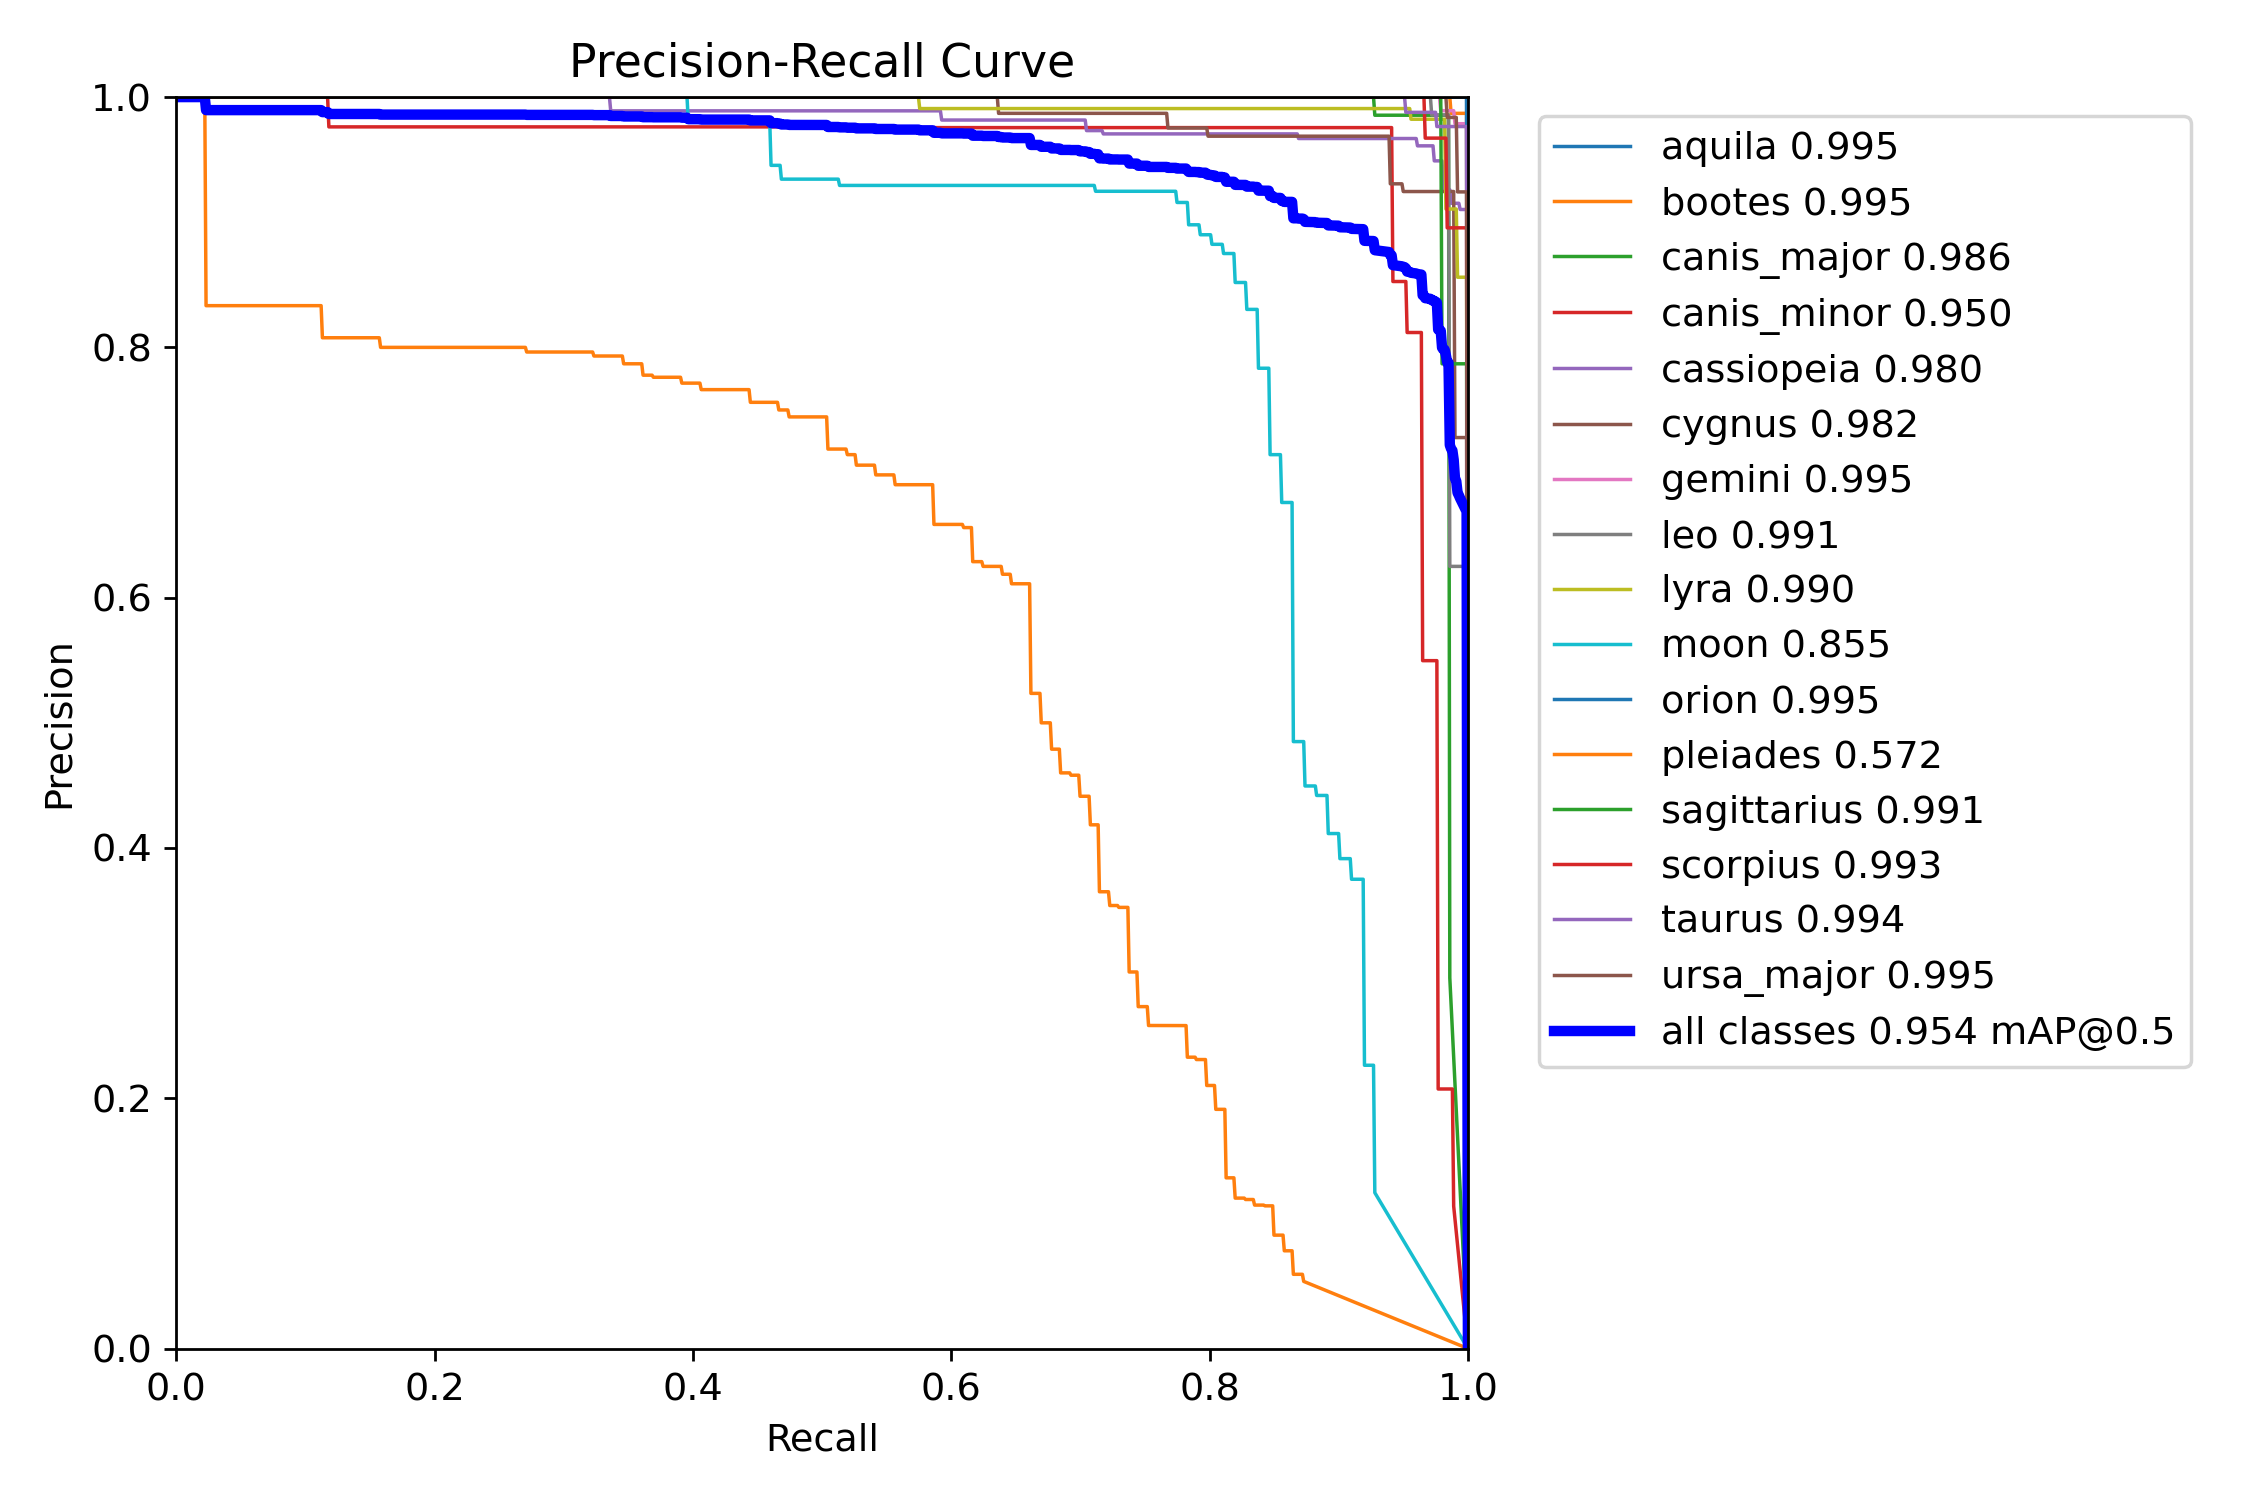 Precision-Recall Curve
1.0
0.8
0.6
0.4
0.2
0.0
Precision
0.0 0.2 0.4 0.6 0.8 1.0
Recall
aquila 0.995
bootes 0.995
canis_major 0.986
canis_minor 0.950
cassiopeia 0.980
cygnus 0.982
gemini 0.995
leo 0.991
lyra 0.990
moon 0.855
orion 0.995
pleiades 0.572
sagittarius 0.991
scorpius 0.993
taurus 0.994
ursa_major 0.995
all classes 0.954 mAP@0.5